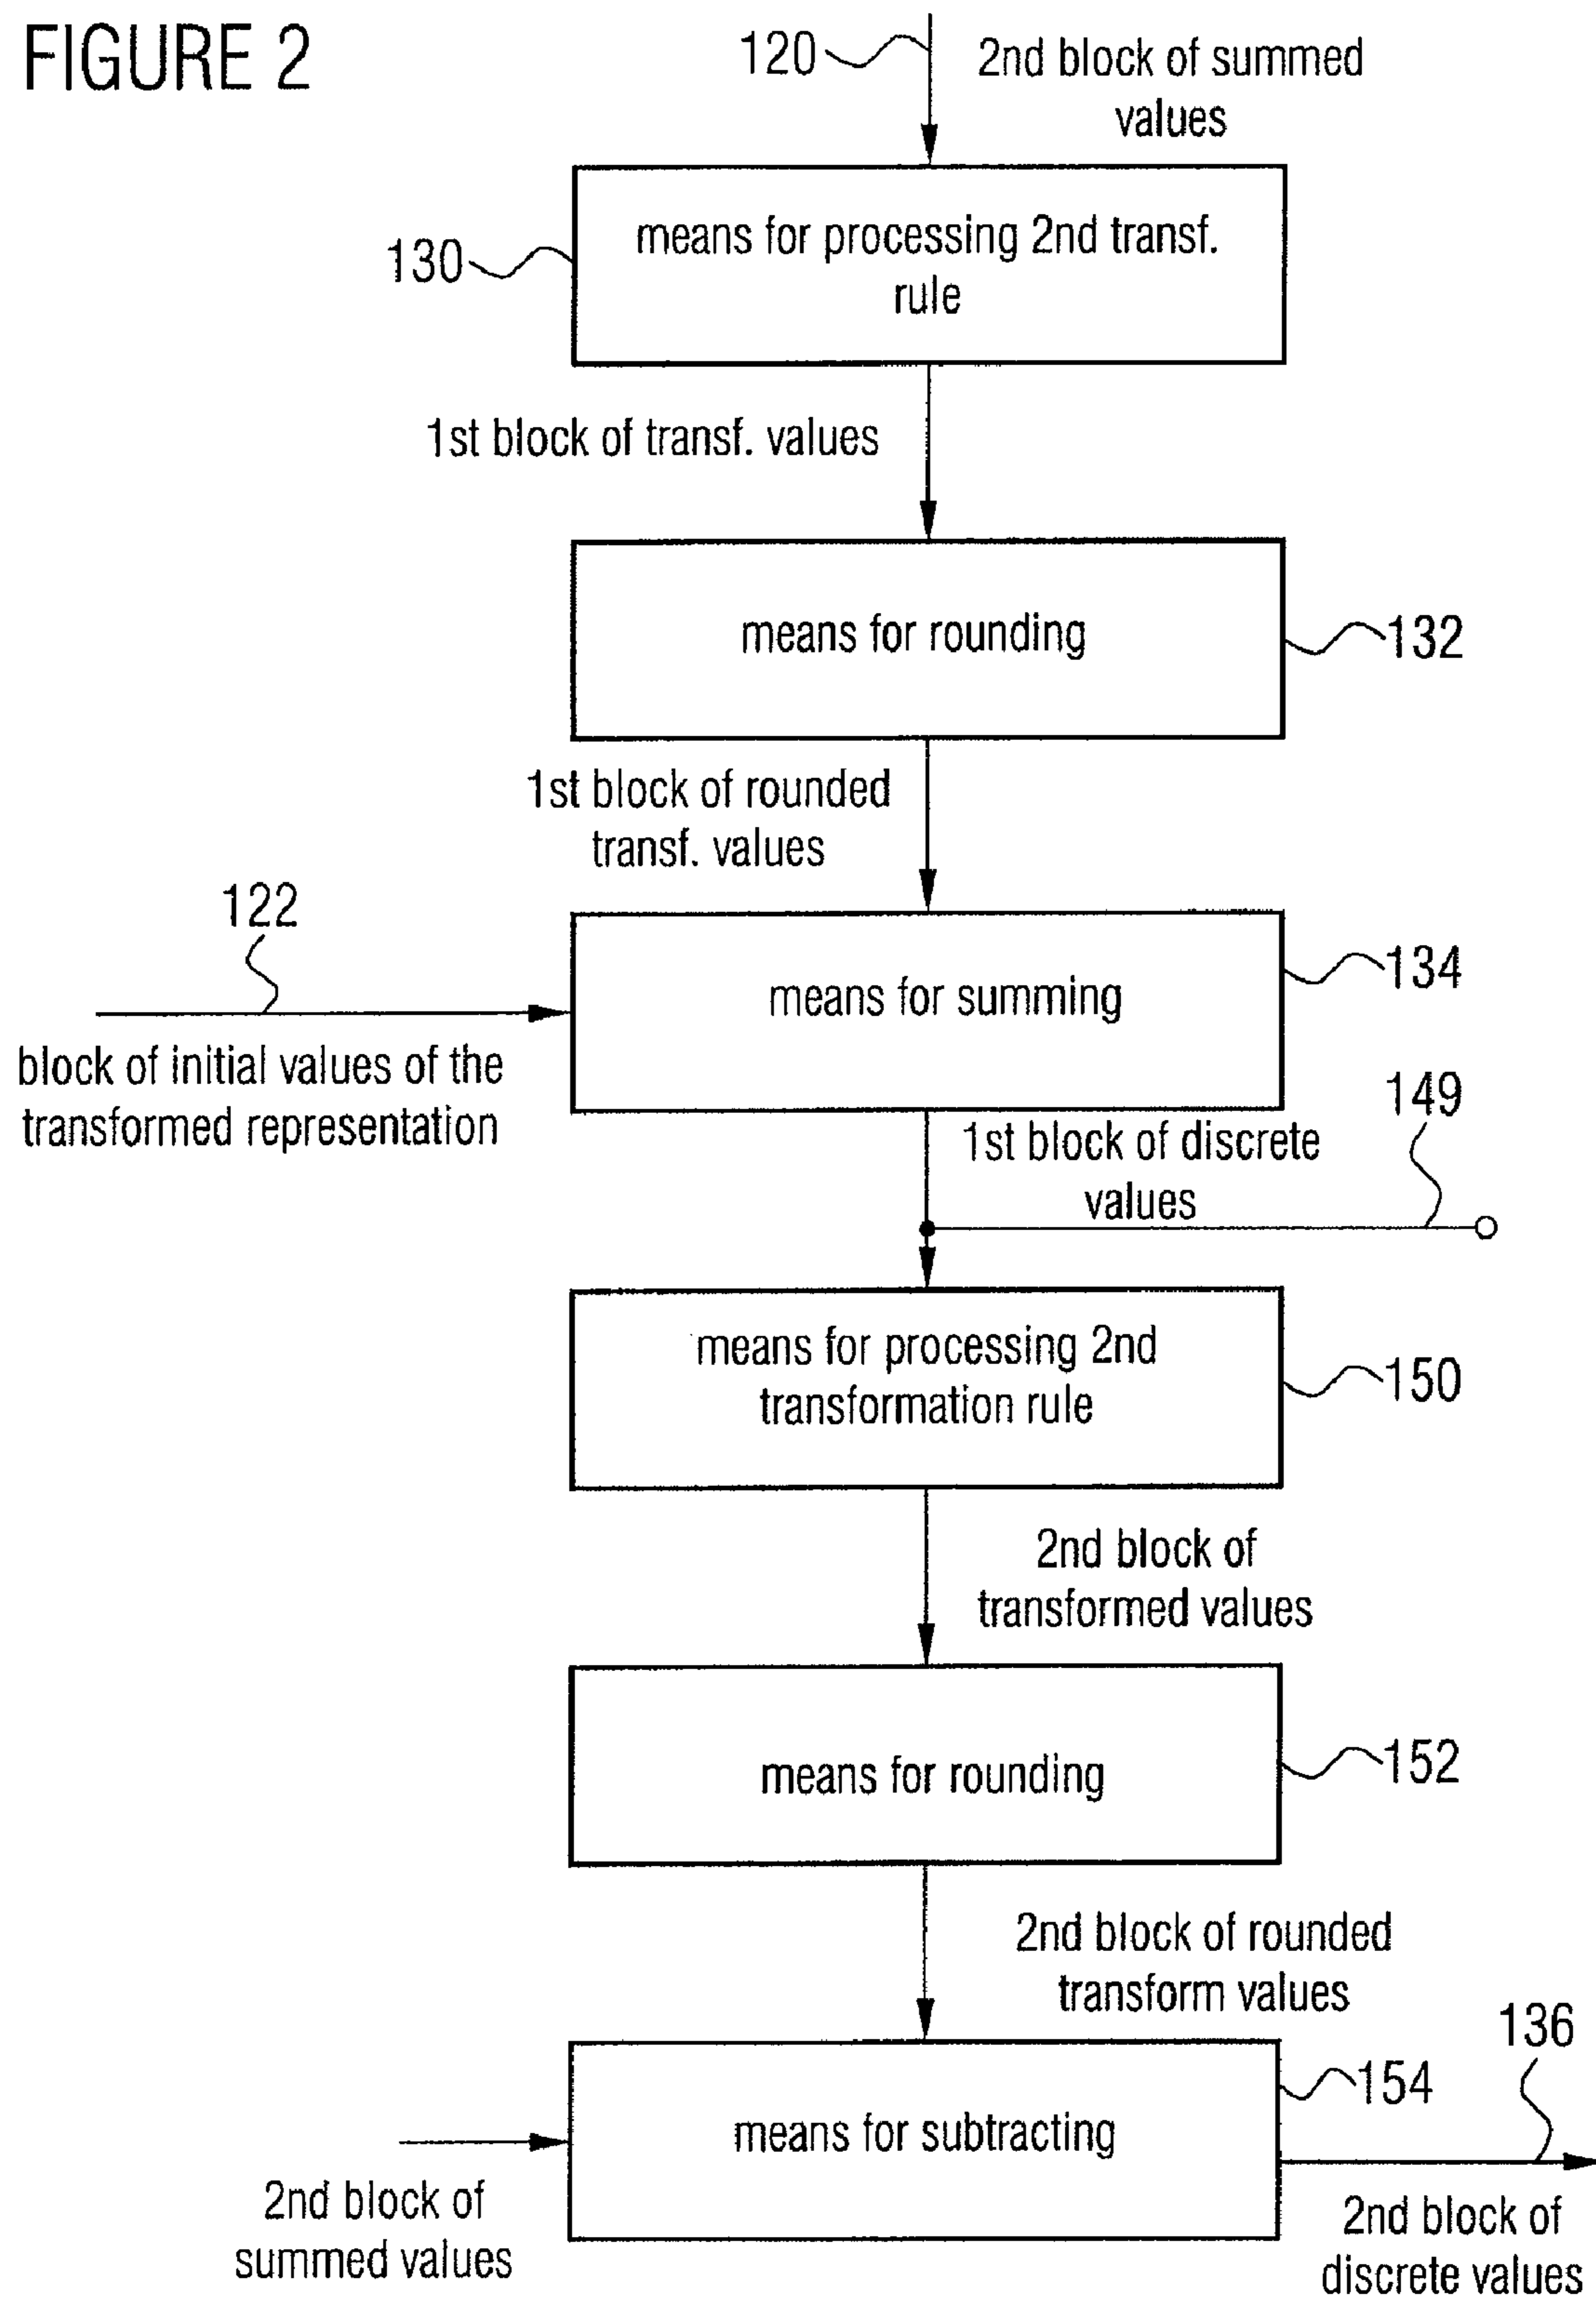 FIGURE 2
120
2nd block of summed
values
130
means for processing 2nd transf.
rule
1st block of transf. values
means for rounding
132
1st block of rounded
transf. values
122
means for summing
134
block of initial values of the
transformed representation
149
1st block of discrete
values
means for processing 2nd
transformation rule
150
2nd block of
transformed values
means for rounding
152
2nd block of rounded
transform values
136
154
means for subtracting
2nd block of
summed values
2nd block of
discrete values